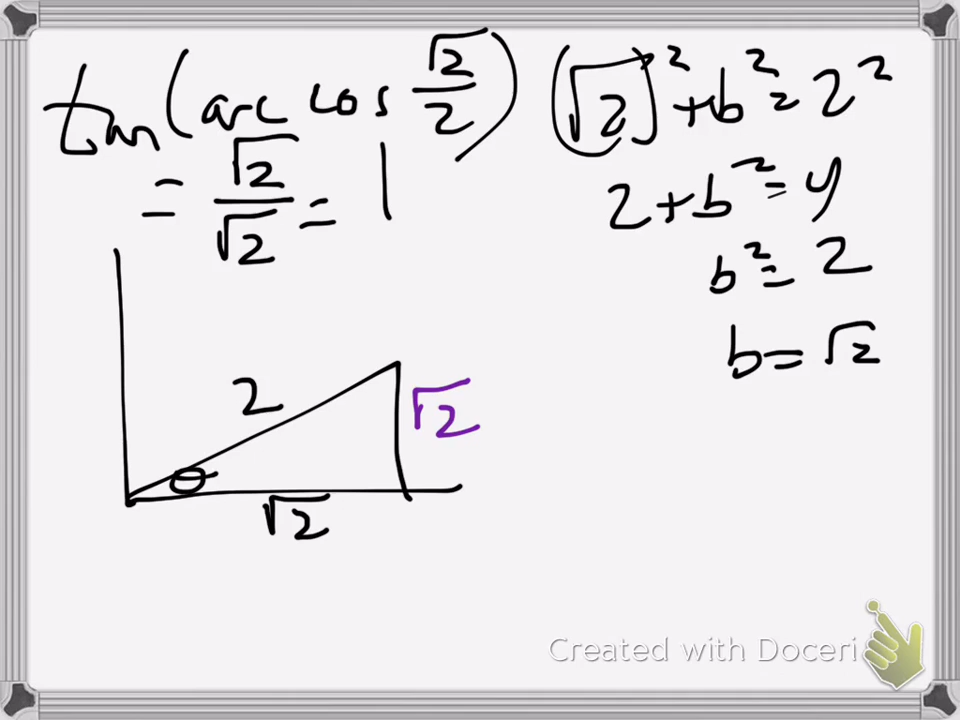 tan(arc cos √2/2)
= √2/√2 = 1
(√2)² + b² = 2²
2 + b² = 4
b² = 2
b = √2
2
√2
θ
√2
Created with Doceri